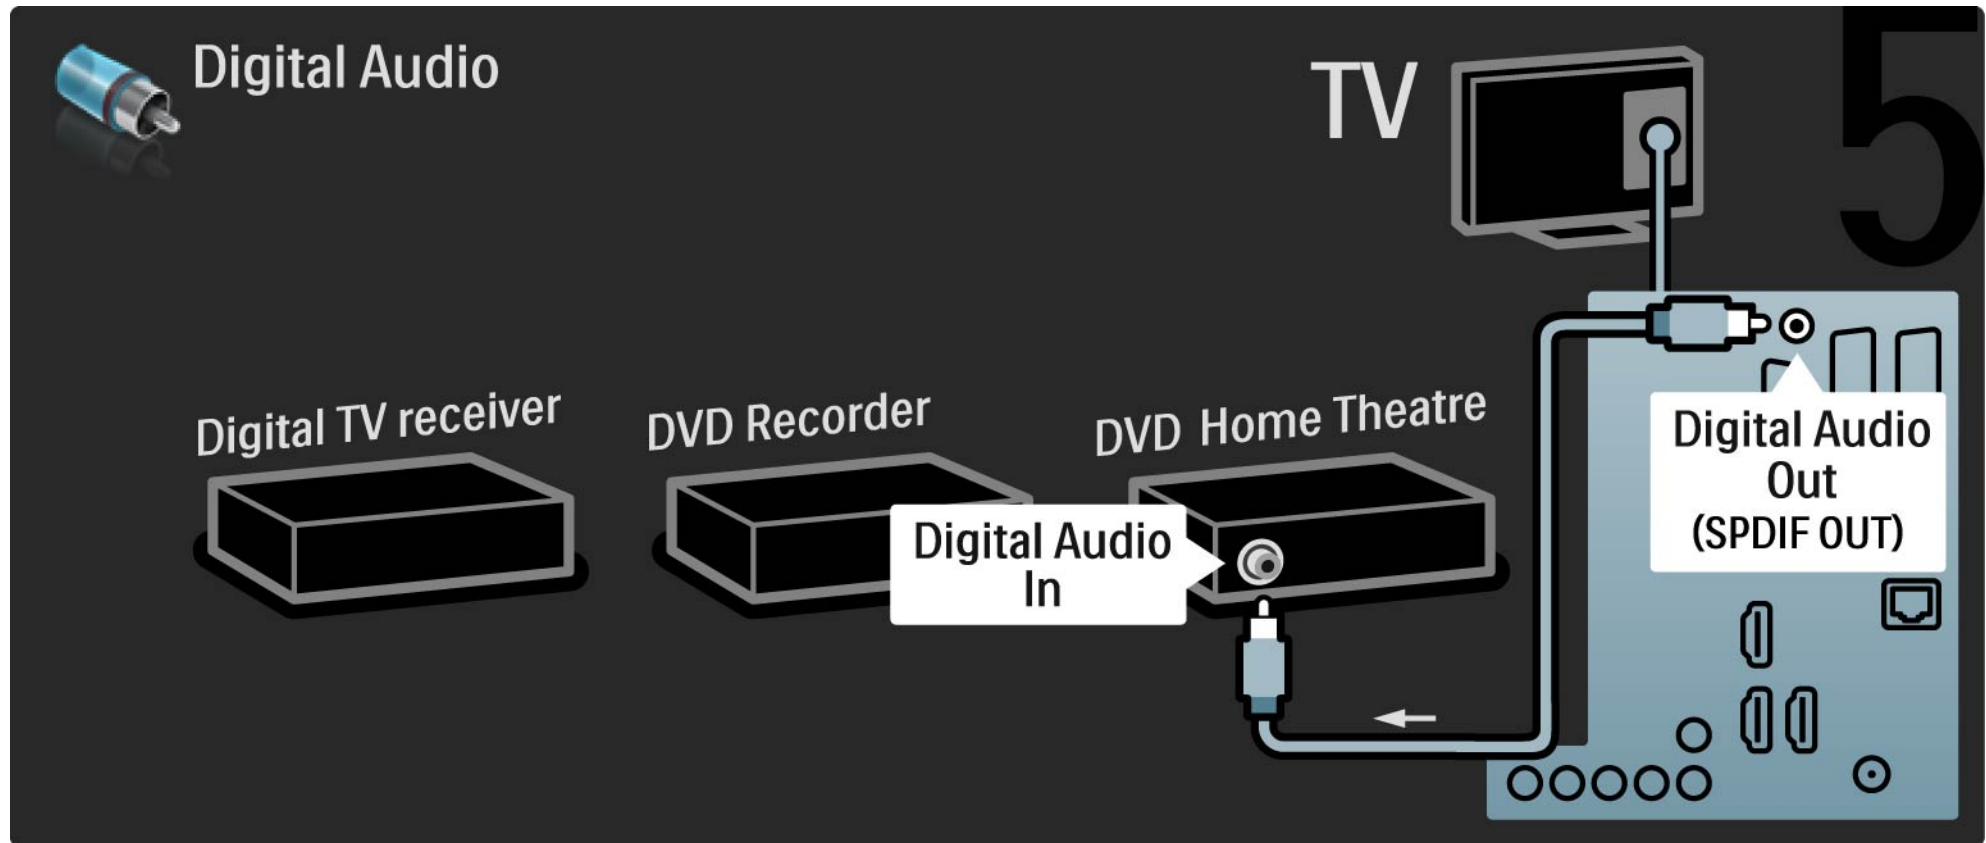 Digital Audio
TV
5
Digital TV receiver
DVD Recorder
DVD Home Theatre
Digital Audio
In
Digital Audio
Out
(SPDIF OUT)